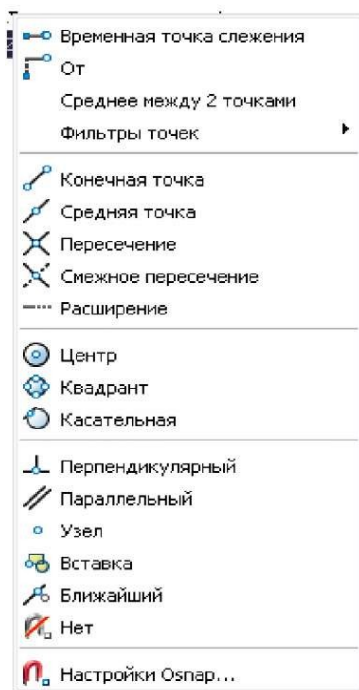 Временная точка слежения
От
Среднее между 2 точками
Фильтры точек
Конечная точка
Средняя точка
Пересечение
Смежное пересечение
Расширение
Центр
Квадрант
Касательная
Перпендикулярный
Параллельный
Узел
Вставка
Ближайший
Нет
Настройки Osnap...